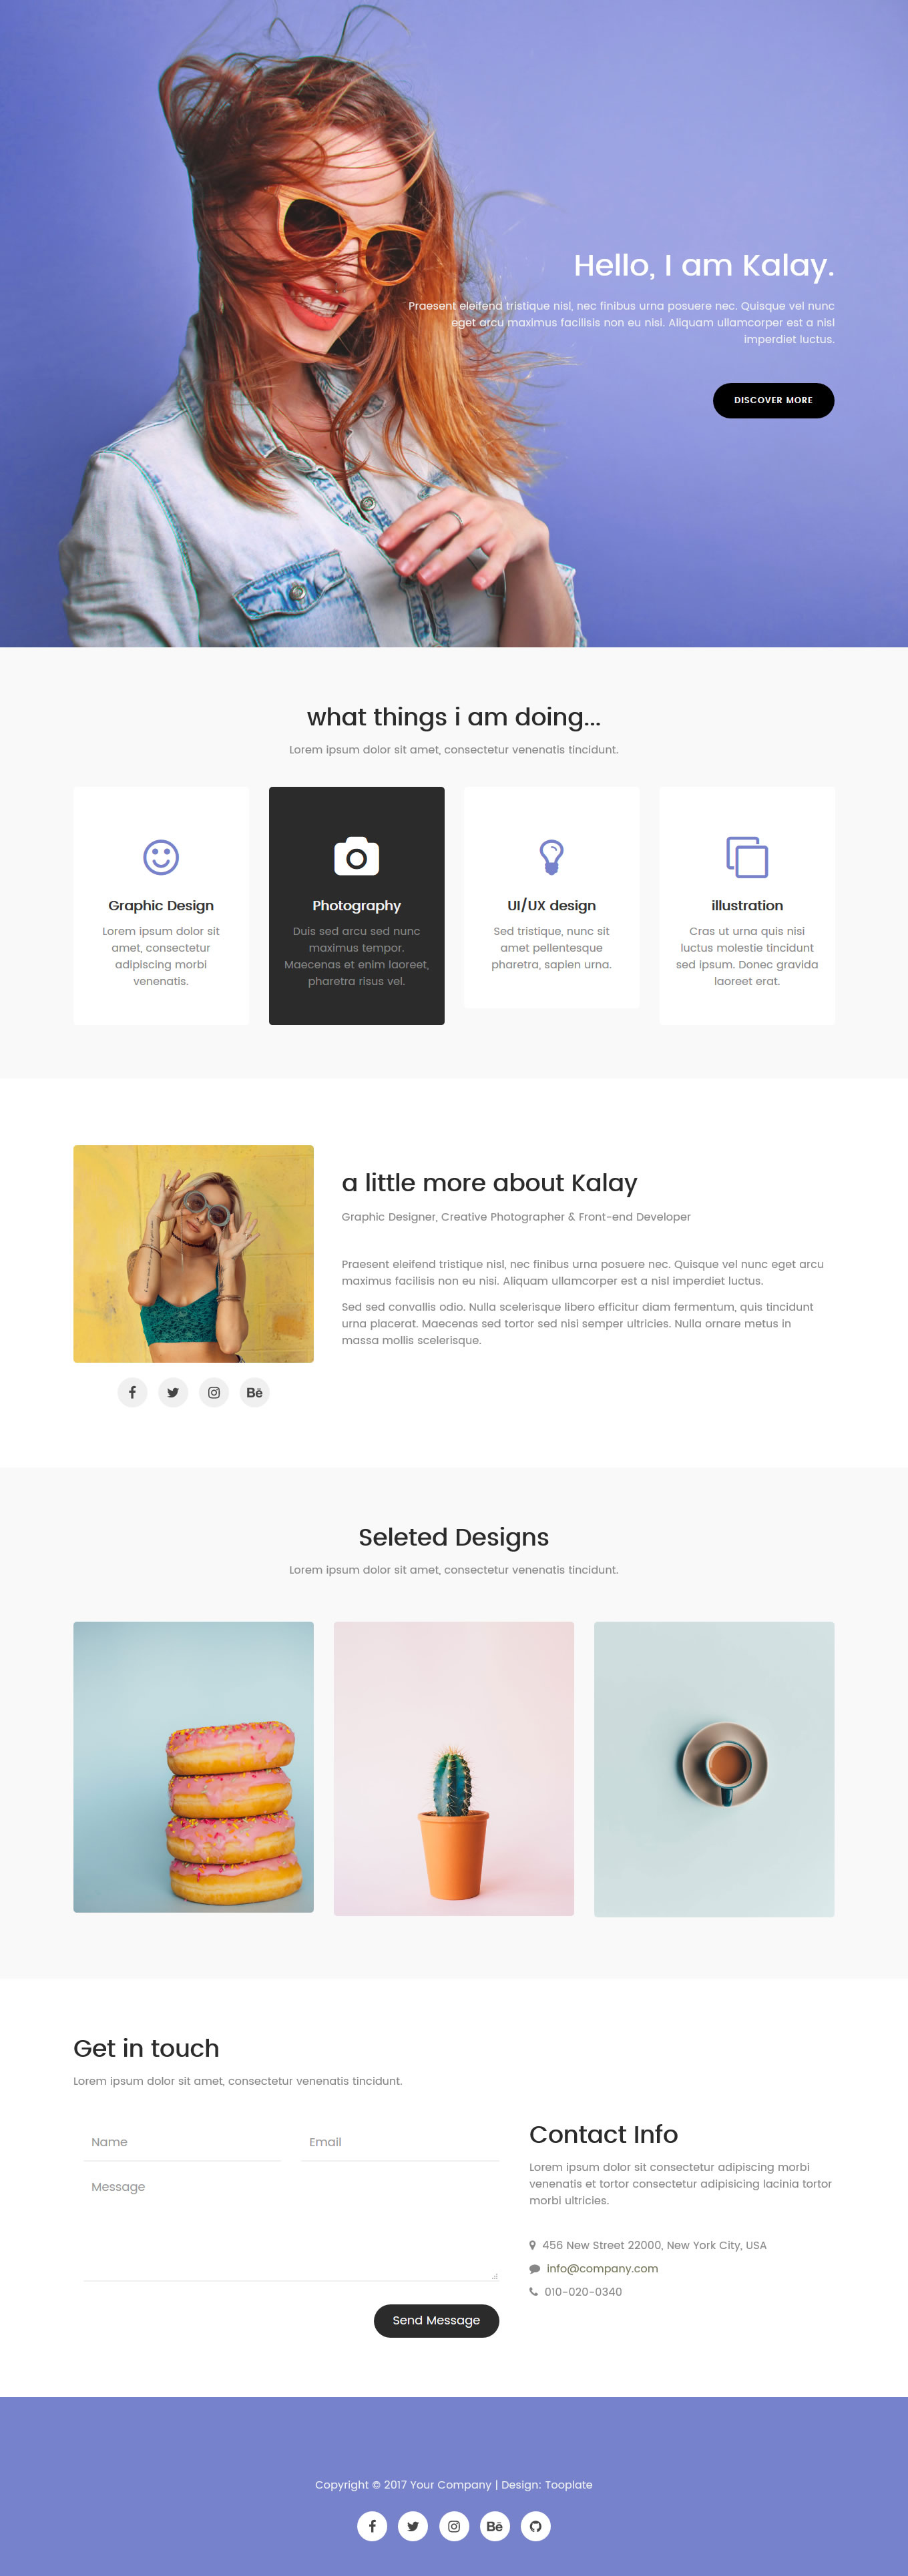 Hello, I am Kalay.
Praesent eleifend tristique nisl, nec finibus urna posuere nec. Quisque vel nunc
eget arcu maximus facilisis non eu nisi. Aliquam ullamcorper est a nisl
imperdiet luctus.
DISCOVER MORE
what things i am doing...
Lorem ipsum dolor sit amet, consectetur venenatis tincidunt.
Graphic Design
Lorem ipsum dolor sit
amet, consectetur
adipiscing morbi
venenatis.
Photography
Duis sed arcu sed nunc
maximus tempor.
Maecenas et enim laoreet,
pharetra risus vel.
UI/UX design
Sed tristique, nunc sit
amet pellentesque
pharetra, sapien urna.
illustration
Cras ut urna quis nisi
luctus molestie tincidunt
sed ipsum. Donec gravida
laoreet erat.
a little more about Kalay
Graphic Designer, Creative Photographer & Front-end Developer
Praesent eleifend tristique nisl, nec finibus urna posuere nec. Quisque vel nunc eget arcu
maximus facilisis non eu nisi. Aliquam ullamcorper est a nisl imperdiet luctus.
Sed sed convallis odio. Nulla scelerisque libero efficitur diam fermentum, quis tincidunt
urna placerat. Maecenas sed tortor sed nisi semper ultricies. Nulla ornare metus in
massa mollis scelerisque.
Bē
Seleted Designs
Lorem ipsum dolor sit amet, consectetur venenatis tincidunt.
Get in touch
Lorem ipsum dolor sit amet, consectetur venenatis tincidunt.
Name
Email
Message
Send Message
Contact Info
Lorem ipsum dolor sit consectetur adipiscing morbi
venenatis et tortor consectetur adipisicing lacinia tortor
morbi ultricies.
456 New Street 22000, New York City, USA
info@company.com
010-020-0340
Copyright © 2017 Your Company | Design: Tooplate
Bē